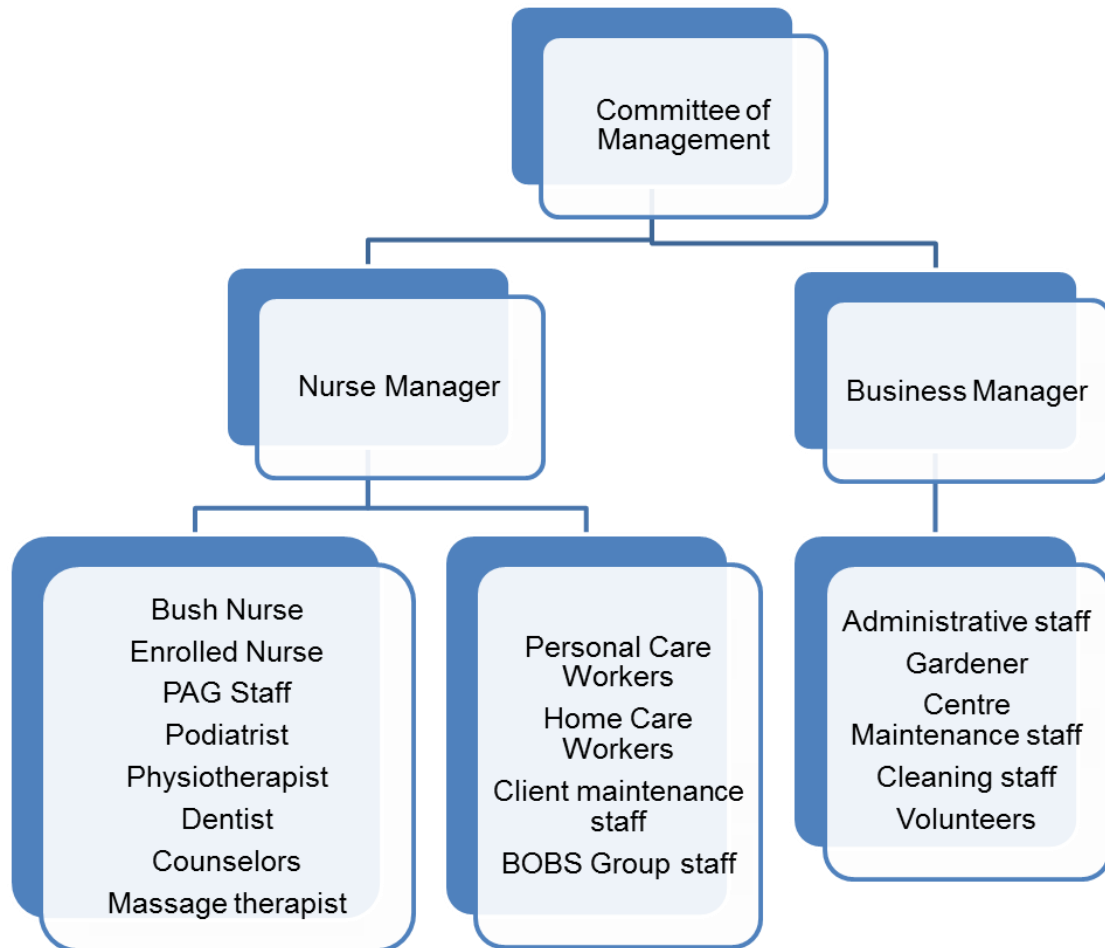 Committee of
Management
Nurse Manager
Business Manager
Bush Nurse
Enrolled Nurse
PAG Staff
Podiatrist
Physiotherapist
Dentist
Counselors
Massage therapist
Personal Care
Workers
Home Care
Workers
Client maintenance
staff
BOBS Group staff
Administrative staff
Gardener
Centre
Maintenance staff
Cleaning staff
Volunteers